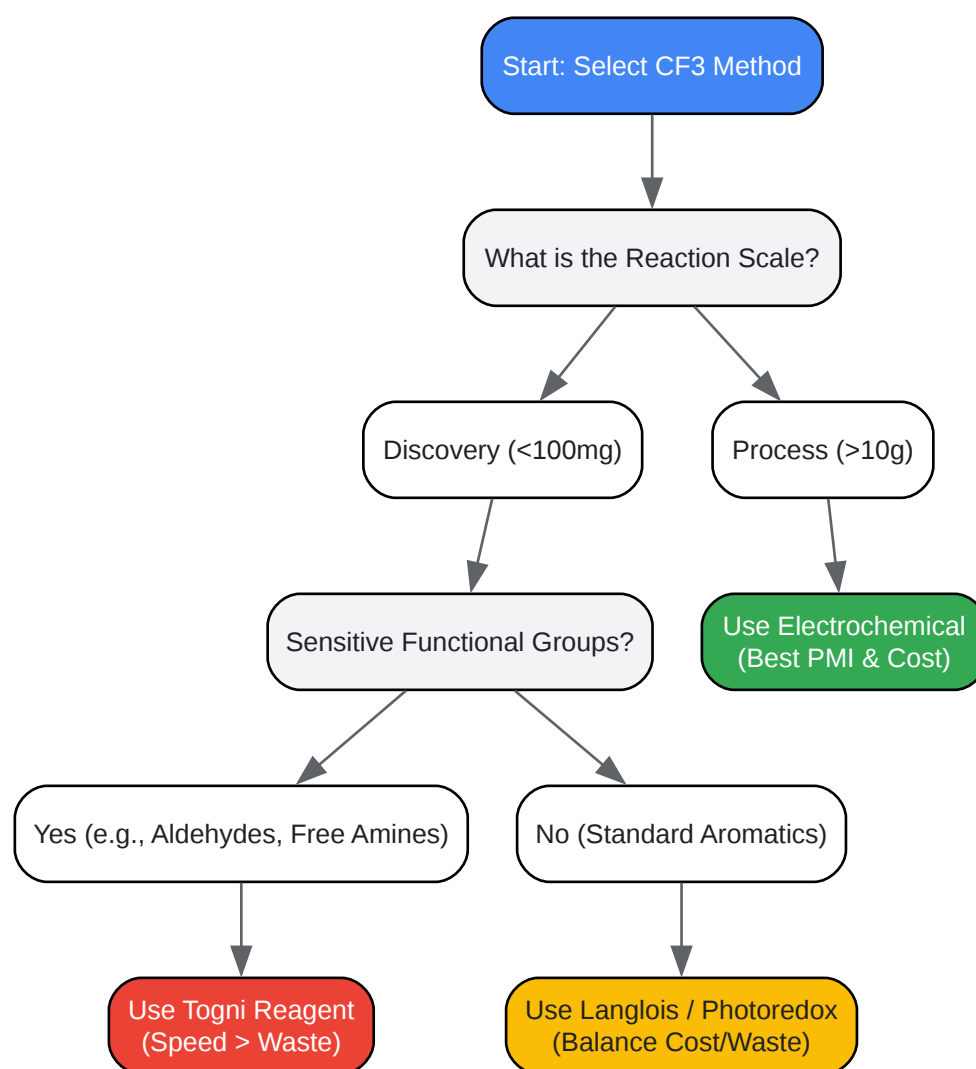 Start: Select CF3 Method
What is the Reaction Scale?
Discovery (<100mg)
Process (>10g)
Sensitive Functional Groups?
Use Electrochemical
(Best PMI & Cost)
Yes (e.g., Aldehydes, Free Amines)
No (Standard Aromatics)
Use Togni Reagent
(Speed > Waste)
Use Langlois / Photoredox
(Balance Cost/Waste)